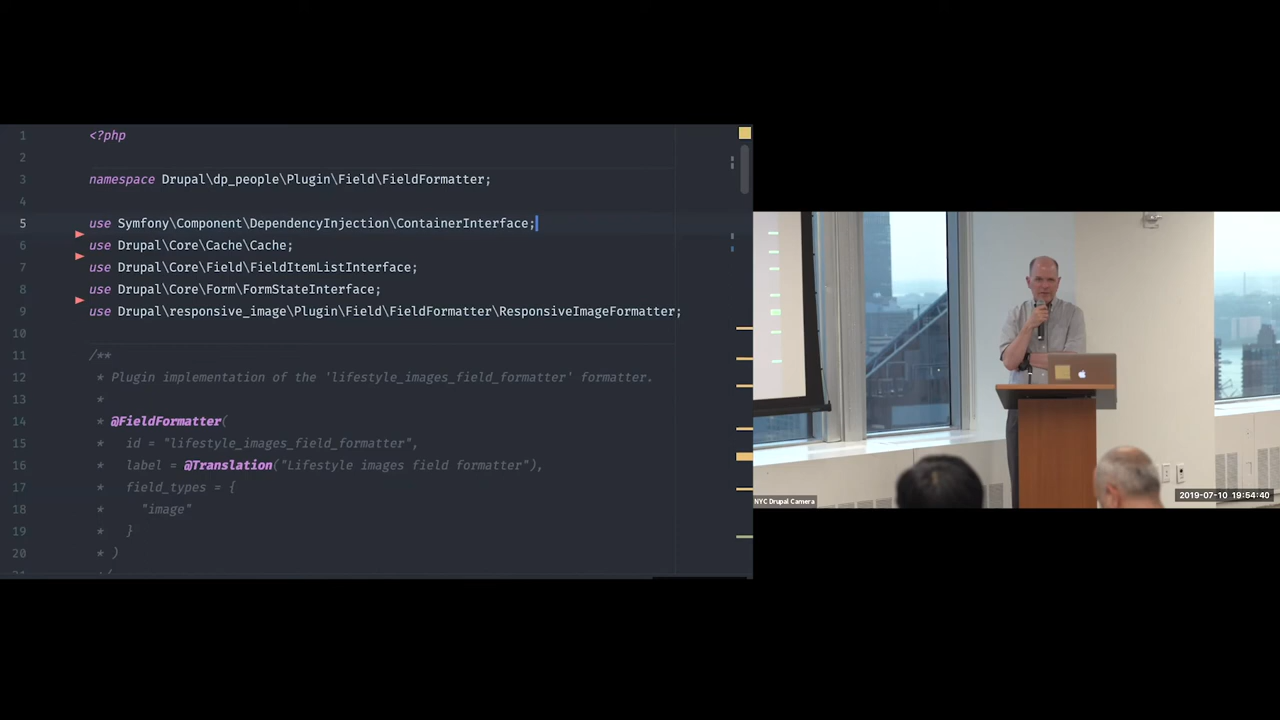 1 <?php
2
3 namespace Drupal\dp_people\Plugin\Field\FieldFormatter;
4
5 use Symfony\Component\DependencyInjection\ContainerInterface;
6 use Drupal\Core\Cache\Cache;
7 use Drupal\Core\Field\FieldItemListInterface;
8 use Drupal\Core\Form\FormStateInterface;
9 use Drupal\responsive_image\Plugin\Field\FieldFormatter\ResponsiveImageFormatter;
10
11 /**
12 * Plugin implementation of the 'lifestyle_images_field_formatter' formatter.
13 *
14 * @FieldFormatter(
15 * id = "lifestyle_images_field_formatter",
16 * label = @Translation("Lifestyle images field formatter"),
17 * field_types = {
18 * "image"
19 * }
20 * )
NYC Drupal Camera
2019-07-10 19:54:40